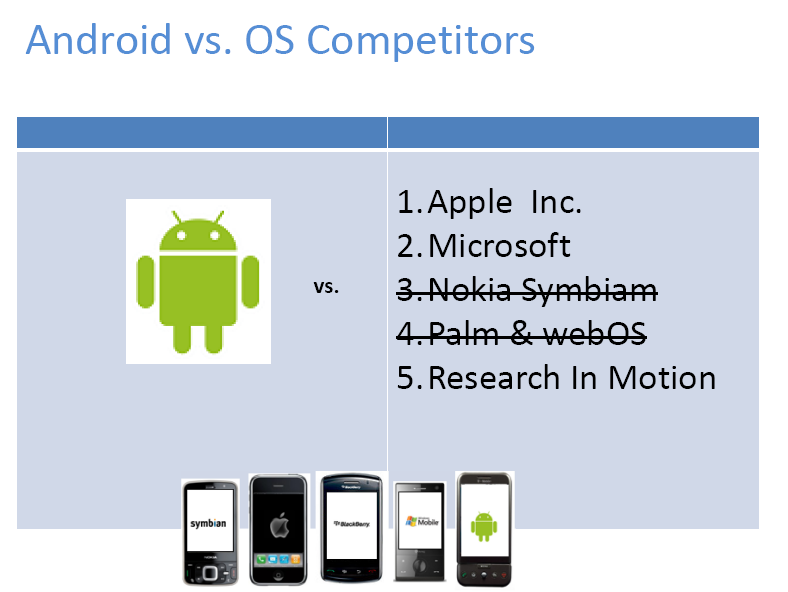 Android vs. OS Competitors
vs.
1. Apple Inc.
2. Microsoft
3. Nokia Symbiam
4. Palm & webOS
5. Research In Motion
symbian
BlackBerry
Mobile